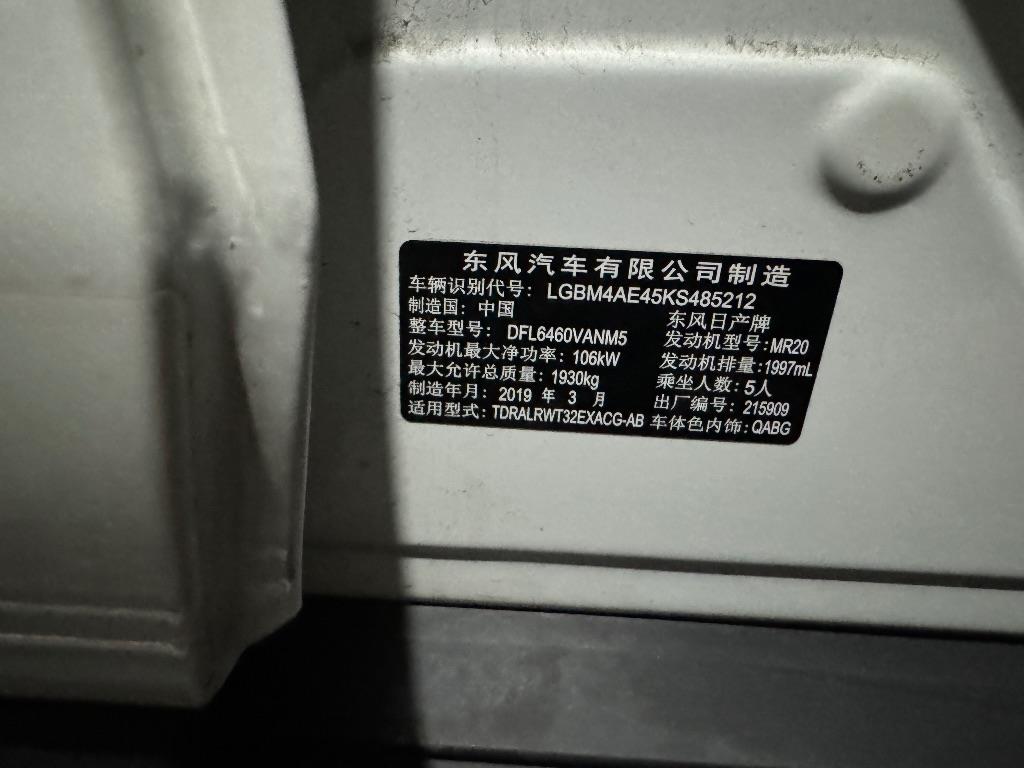 东风汽车有限公司制造
车辆识别代号: LGBM4AE45KS485212
制造国: 中国 东风日产牌
整车型号: DFL6460VANM5 发动机型号:MR20
发动机最大净功率: 106kW 发动机排量:1997mL
最大允许总质量: 1930kg 乘坐人数: 5人
制造年月: 2019 年 3 月 出厂编号: 215909
适用型式: TDRALRWT32EXACG-AB 车体色内饰:QABG